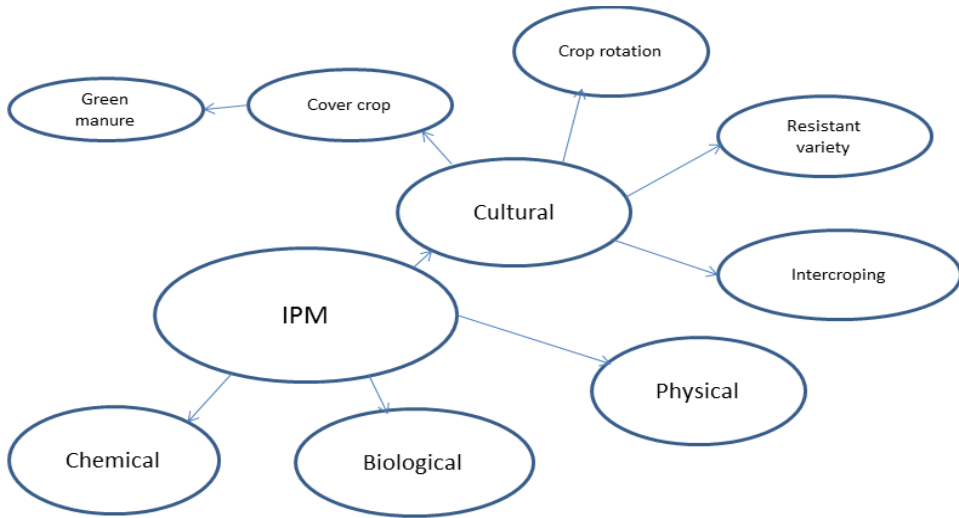 Crop rotation
Green
manure
Cover crop
Resistant
variety
Cultural
Intercroping
IPM
Physical
Chemical
Biological